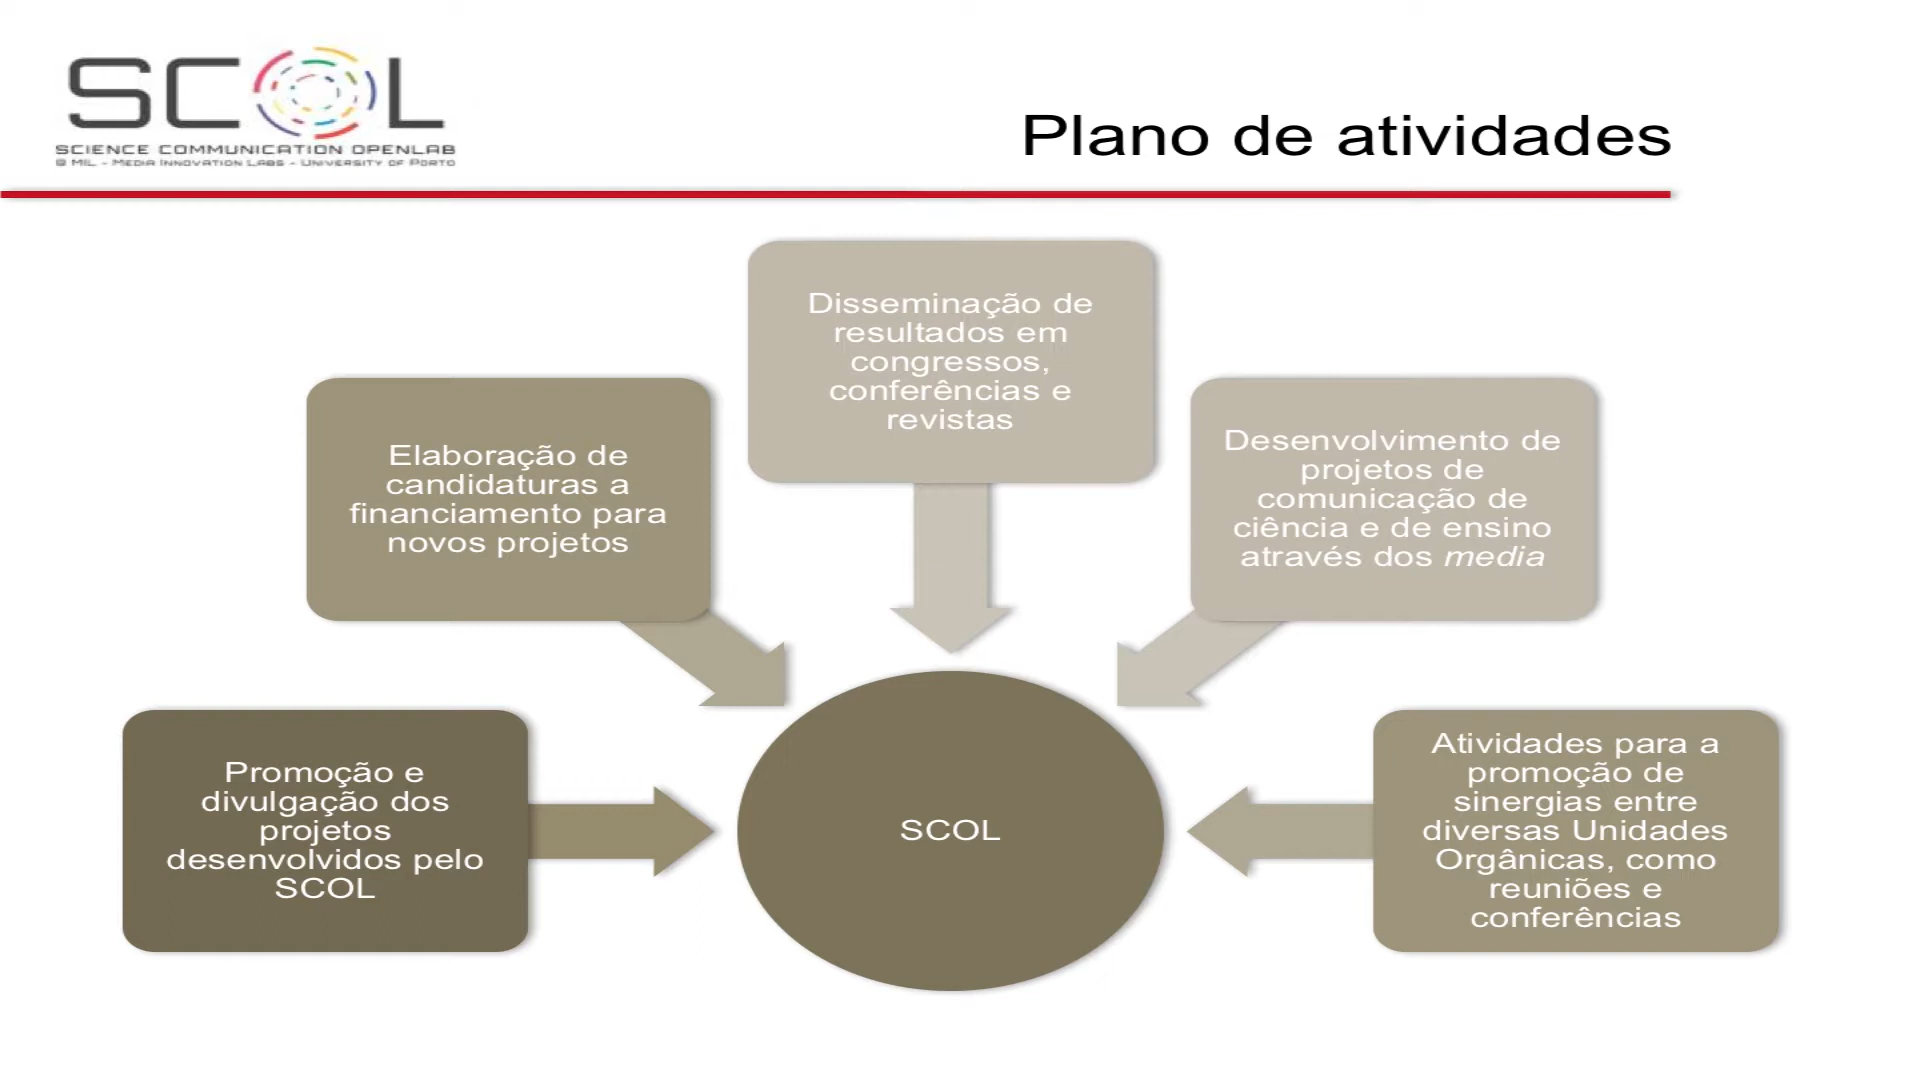 SCOL
SCIENCE COMMUNICATION OPENLAB
@ MIL - MEDIA INNOVATION LABS - UNIVERSITY OF PORTO
Plano de atividades
Disseminação de
resultados em
congressos,
conferências e
revistas
Elaboração de
candidaturas a
financiamento para
novos projetos
Desenvolvimento de
projetos de
comunicação de
ciência e de ensino
através dos media
Promoção e
divulgação dos
projetos
desenvolvidos pelo
SCOL
SCOL
Atividades para a
promoção de
sinergias entre
diversas Unidades
Orgânicas, como
reuniões e
conferências